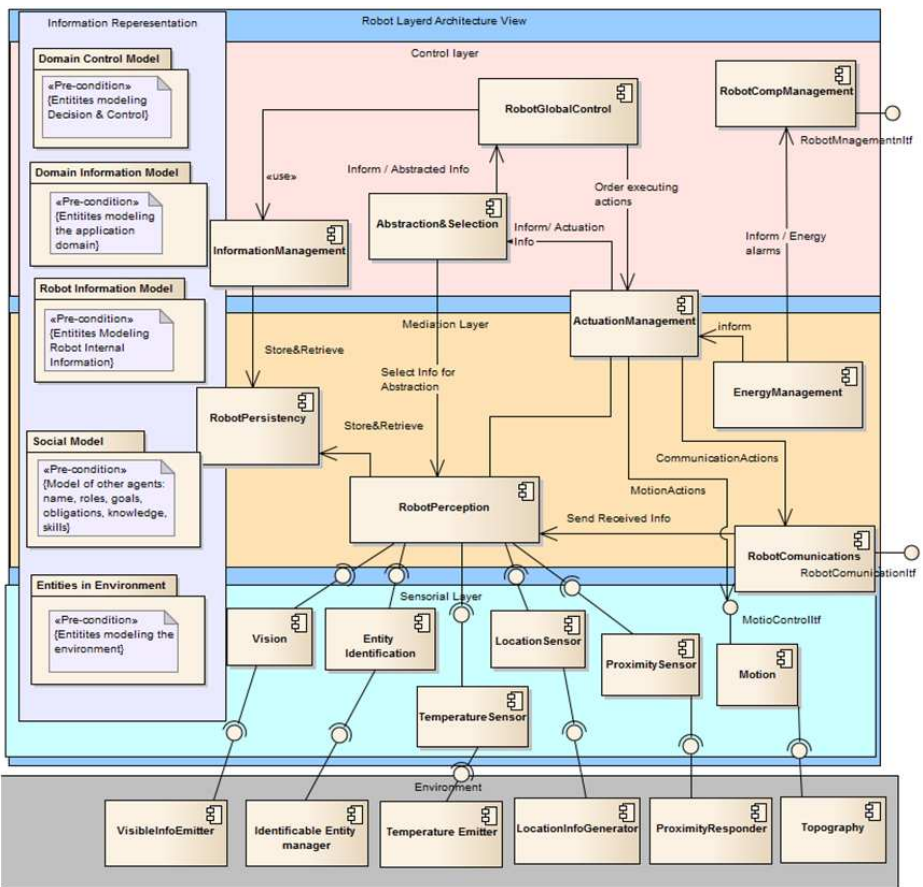 Information Reperesentation
Robot Layerd Architecture View
Control layer
Domain Control Model
«Pre-condition»
{Entitites modeling
Decision & Control}
RobotGlobalControl
RobotCompManagement
RobotMnagementnItf
Inform / Abstracted Info
«use»
Order executing
actions
Domain Information Model
«Pre-condition»
{Entitites modeling
the application
domain}
InformationManagement
Abstraction&Selection
Inform/ Actuation
Info
Inform / Energy
alarms
Robot Information Model
«Pre-condition»
{Entitites Modeling
Robot Internal
Information}
Mediation Layer
ActuationManagement
inform
EnergyManagement
Store&Retrieve
Select Info for
Abstraction
RobotPersistency
Store&Retrieve
Social Model
«Pre-condition»
{Model of other agents:
name, roles, goals,
obligations, knowledge,
skills}
CommunicationActions
MotionActions
RobotPerception
Send Received Info
RobotComunications
RobotComunicationItf
Entities in Environment
«Pre-condition»
{Entitites modeling the
environment}
Sensorial Layer
Vision
Entity
Identification
LocationSensor
ProximitySensor
MotioControlItf
Motion
TemperatureSensor
Environment
VisibleInfoEmitter
Identificable Entity
manager
Temperature Emitter
LocationInfoGenerator
ProximityResponder
Topography